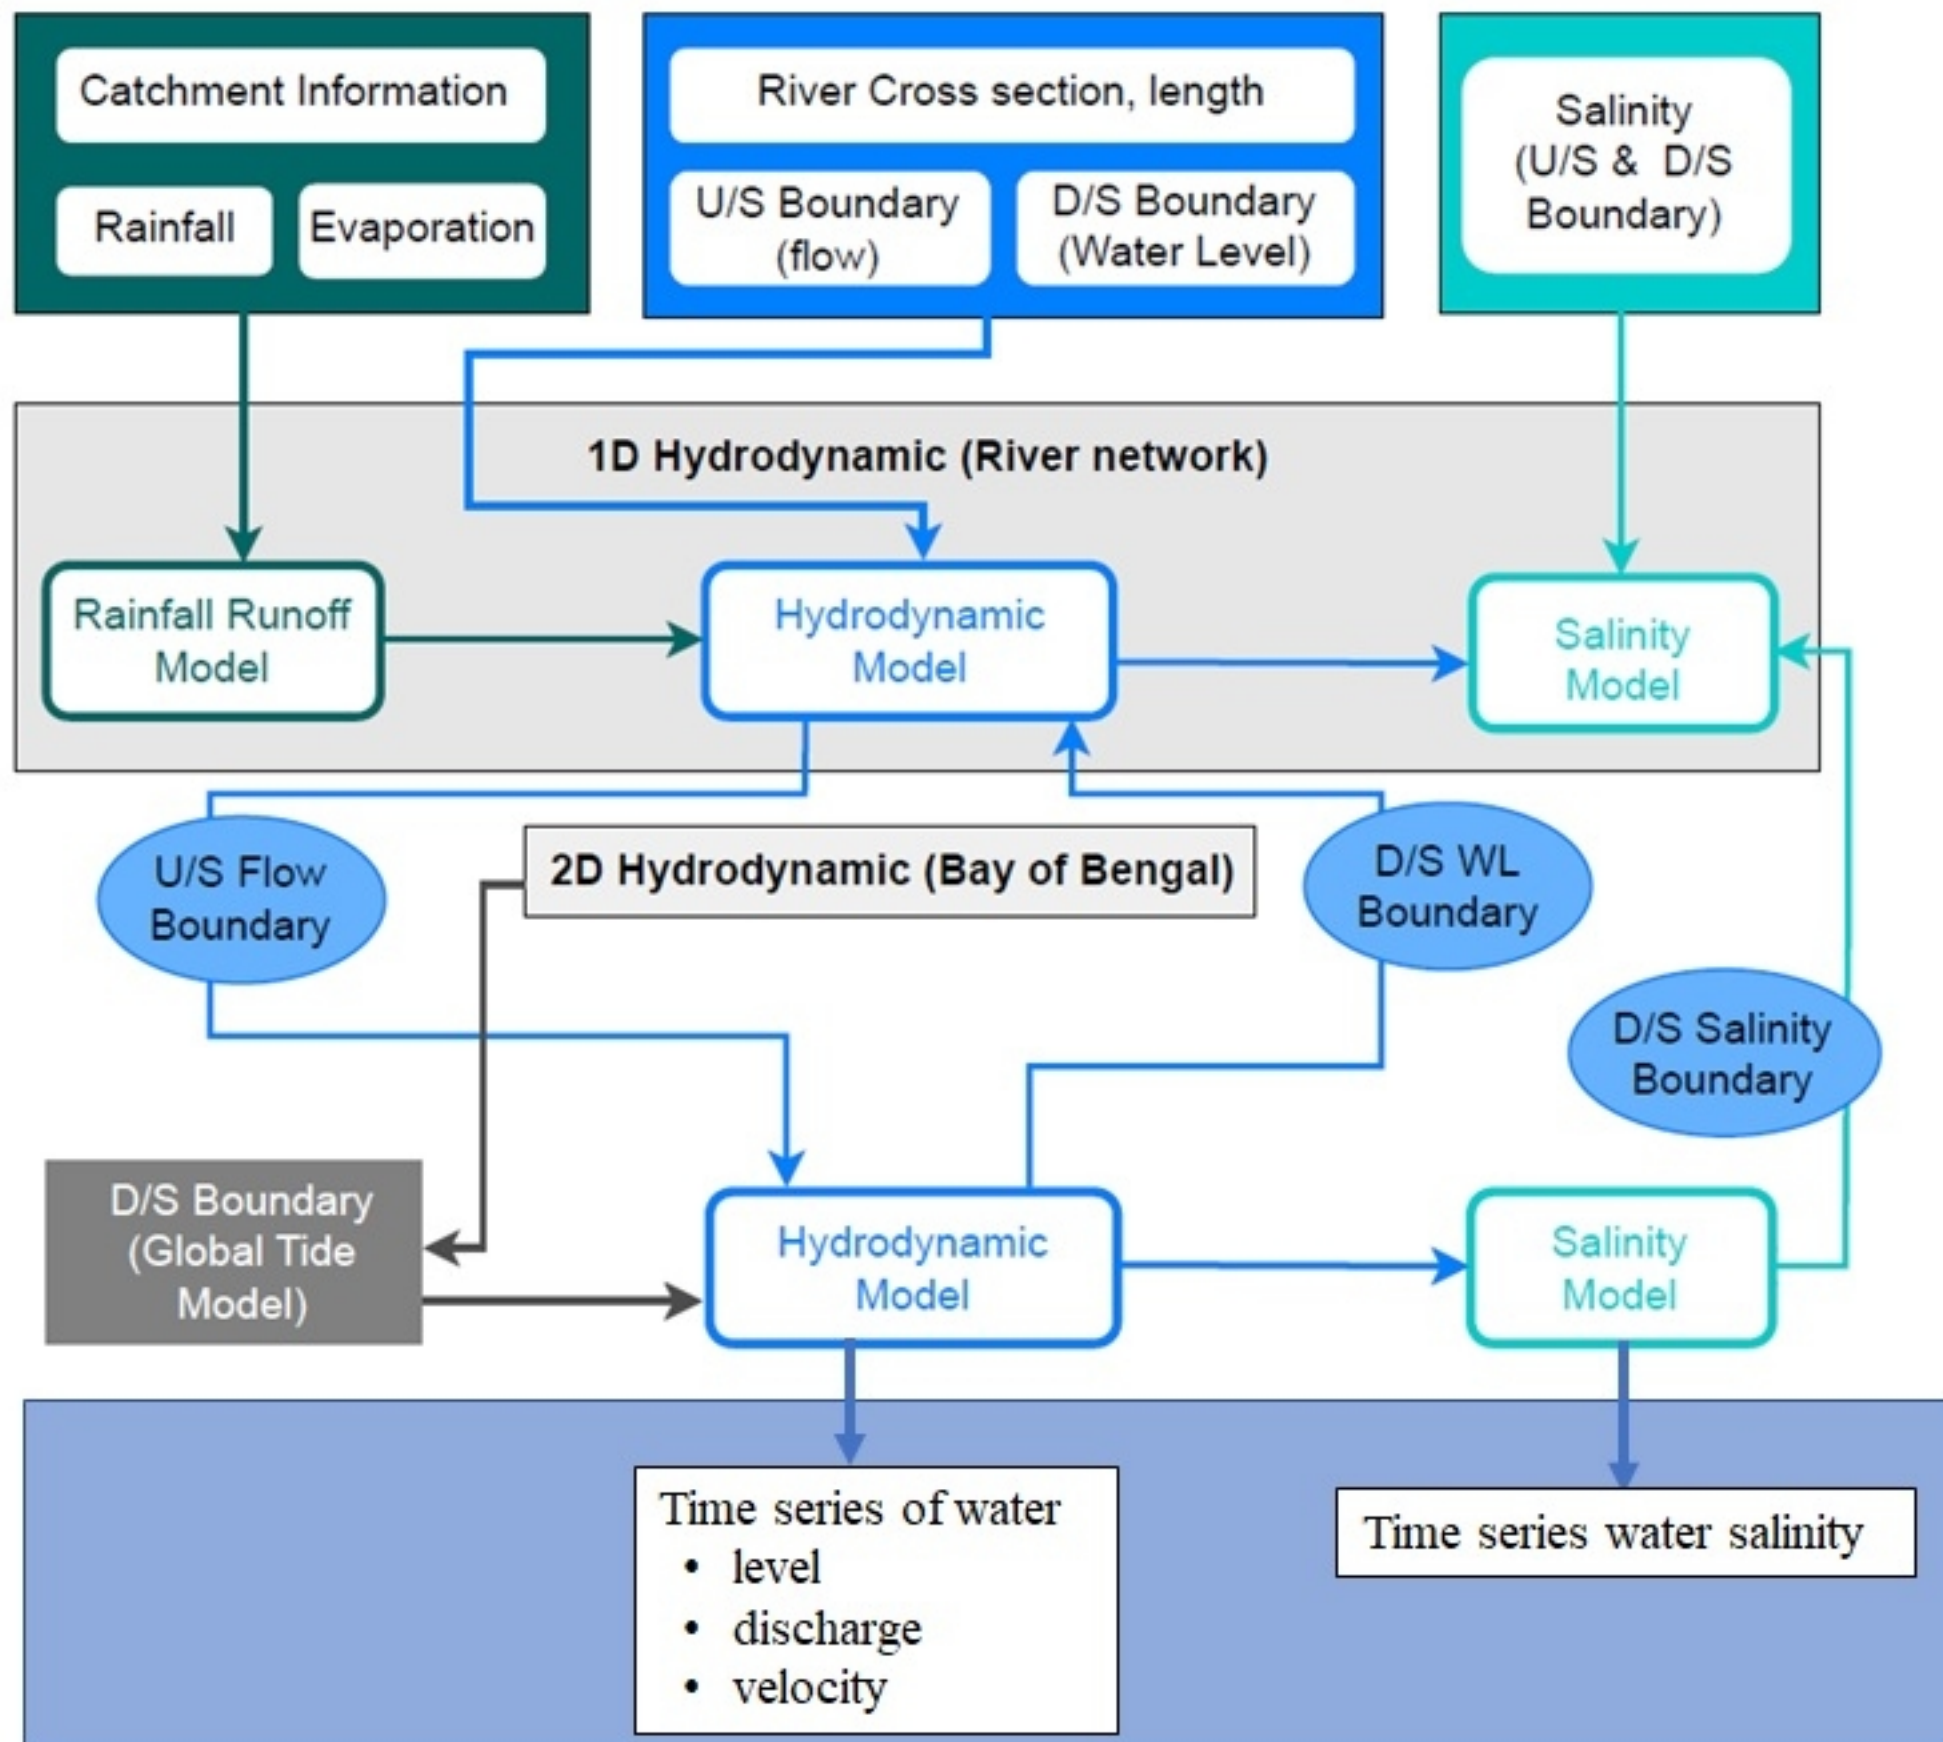 Catchment Information
Rainfall
Evaporation
River Cross section, length
U/S Boundary
(flow)
D/S Boundary
(Water Level)
Salinity
(U/S & D/S
Boundary)
1D Hydrodynamic (River network)
Rainfall Runoff
Model
Hydrodynamic
Model
Salinity
Model
U/S Flow
Boundary
2D Hydrodynamic (Bay of Bengal)
D/S WL
Boundary
D/S Salinity
Boundary
D/S Boundary
(Global Tide
Model)
Hydrodynamic
Model
Salinity
Model
Time series of water
• level
• discharge
• velocity
Time series water salinity